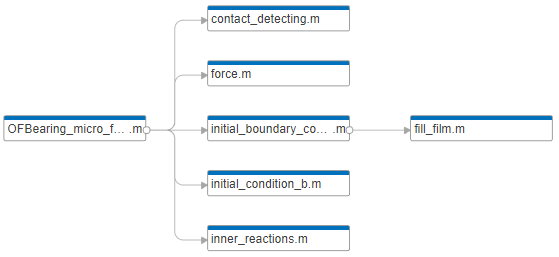 contact_detecting.m
force.m
OFBearing_micro_f... .m
initial_boundary_co... .m
fill_film.m
initial_condition_b.m
inner_reactions.m